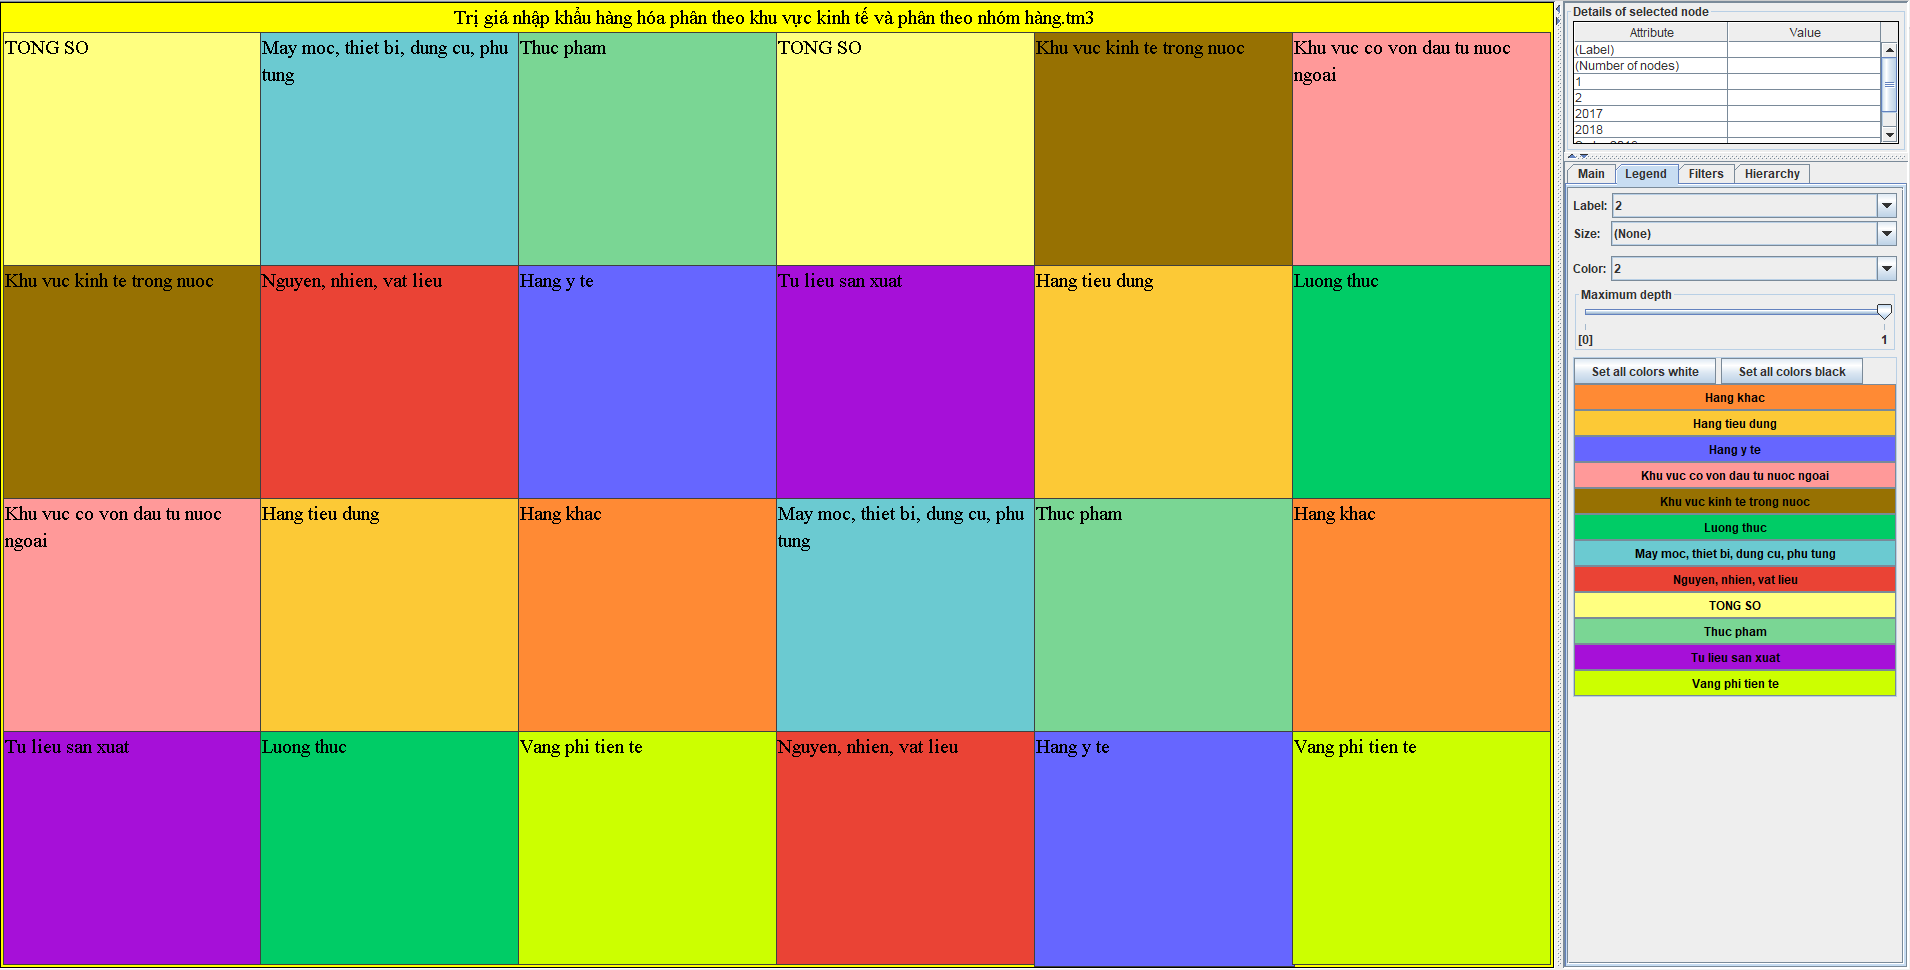 Trị giá nhập khẩu hàng hóa phân theo khu vực kinh tế và phân theo nhóm hàng.tm3
TONG SO
May moc, thiet bi, dung cu, phu
tung
Thuc pham
TONG SO
Khu vuc kinh te trong nuoc
Khu vuc co von dau tu nuoc
ngoai
Khu vuc kinh te trong nuoc
Nguyen, nhien, vat lieu
Hang y te
Tu lieu san xuat
Hang tieu dung
Luong thuc
Khu vuc co von dau tu nuoc
ngoai
Hang tieu dung
Hang khac
May moc, thiet bi, dung cu, phu
tung
Thuc pham
Hang khac
Tu lieu san xuat
Luong thuc
Vang phi tien te
Nguyen, nhien, vat lieu
Hang y te
Vang phi tien te
Details of selected node
Attribute Value
(Label)
(Number of nodes)
1
2
2017
2018
Main Legend Filters Hierarchy
Label: 2
Size: (None)
Color: 2
Maximum depth
[0] 1
Set all colors white Set all colors black
Hang khac
Hang tieu dung
Hang y te
Khu vuc co von dau tu nuoc ngoai
Khu vuc kinh te trong nuoc
Luong thuc
May moc, thiet bi, dung cu, phu tung
Nguyen, nhien, vat lieu
TONG SO
Thuc pham
Tu lieu san xuat
Vang phi tien te